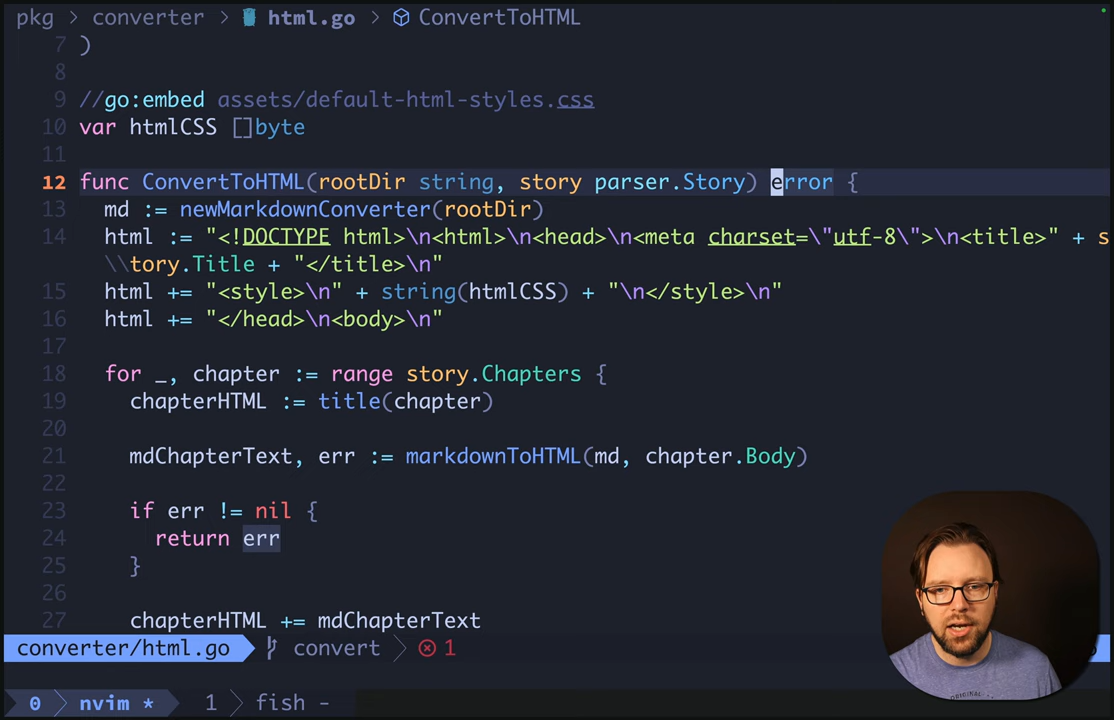 pkg > converter > html.go > ConvertToHTML
7 )
8
9 //go:embed assets/default-html-styles.css
10 var htmlCSS []byte
11
12 func ConvertToHTML(rootDir string, story parser.Story) error {
13 md := newMarkdownConverter(rootDir)
14 html := "<!DOCTYPE html>\n<html>\n<head>\n<meta charset=\"utf-8\">\n<title>" + s
\\tory.Title + "</title>\n"
15 html += "<style>\n" + string(htmlCSS) + "\n</style>\n"
16 html += "</head>\n<body>\n"
17
18 for _, chapter := range story.Chapters {
19 chapterHTML := title(chapter)
20
21 mdChapterText, err := markdownToHTML(md, chapter.Body)
22
23 if err != nil {
24 return err
25 }
26
27 chapterHTML += mdChapterText
converter/html.go convert 1
0 nvim * 1 fish -
ORIGINAL